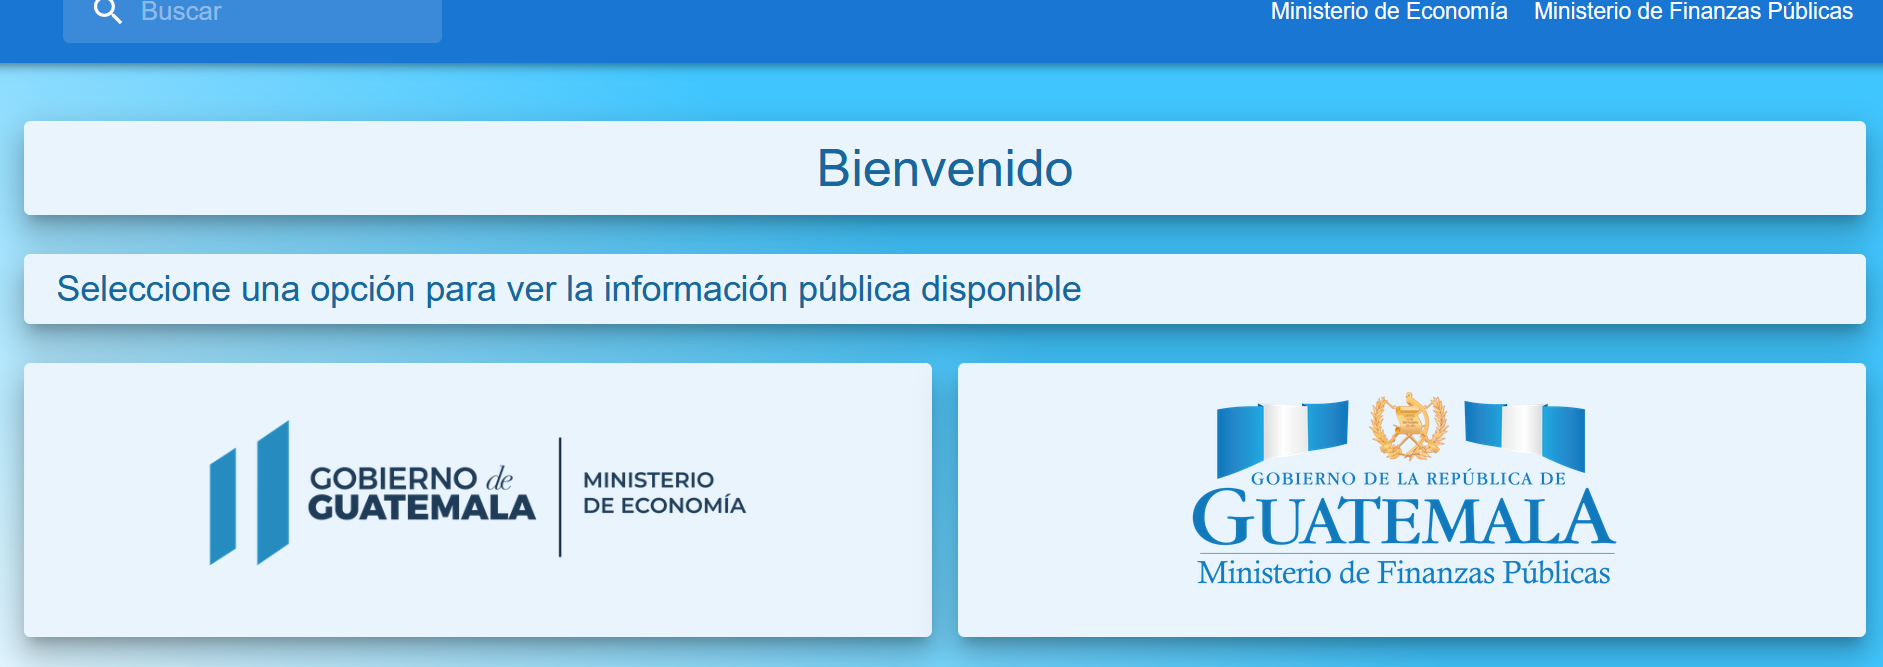 Buscar
Ministerio de Economía
Ministerio de Finanzas Públicas
Bienvenido
Seleccione una opción para ver la información pública disponible
GOBIERNO de
GUATEMALA
MINISTERIO
DE ECONOMÍA
GOBIERNO DE LA REPÚBLICA DE
GUATEMALA
Ministerio de Finanzas Públicas